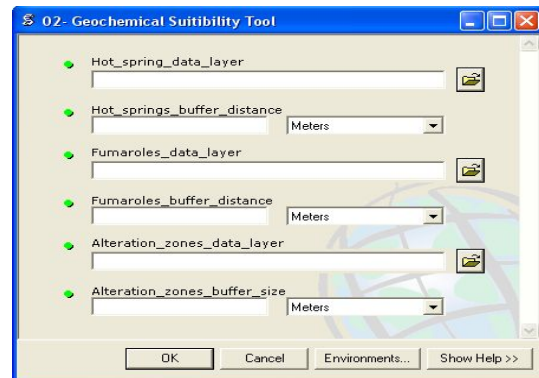 02- Geochemical Suitibility Tool
Hot_spring_data_layer
Hot_springs_buffer_distance
Meters
Fumaroles_data_layer
Fumaroles_buffer_distance
Meters
Alteration_zones_data_layer
Alteration_zones_buffer_size
Meters
OK Cancel Environments... Show Help >>